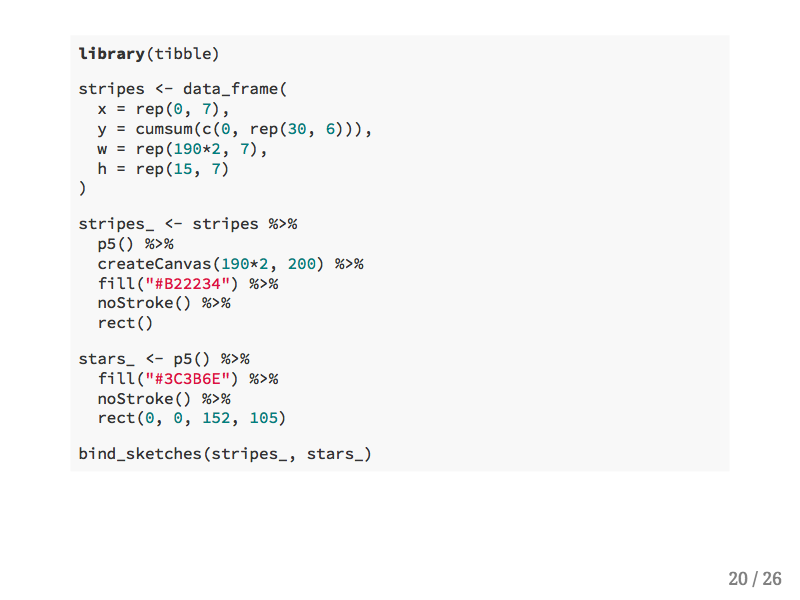 library(tibble)
stripes <- data_frame(
  x = rep(0, 7),
  y = cumsum(c(0, rep(30, 6))),
  w = rep(190*2, 7),
  h = rep(15, 7)
)
stripes_ <- stripes %>%
  p5() %>%
  createCanvas(190*2, 200) %>%
  fill("#B22234") %>%
  noStroke() %>%
  rect()
stars_ <- p5() %>%
  fill("#3C3B6E") %>%
  noStroke() %>%
  rect(0, 0, 152, 105)
bind_sketches(stripes_, stars_)
20 / 26